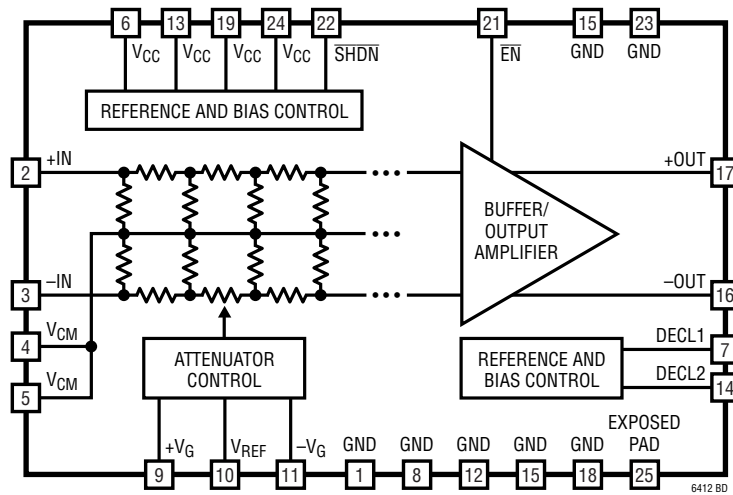 6 13 19 24 22 21 15 23
VCC VCC VCC VCC SHDN EN GND GND
REFERENCE AND BIAS CONTROL
2 +IN
+OUT 17
BUFFER/
OUTPUT
AMPLIFIER
3 –IN
–OUT 16
4 VCM
5 VCM
ATTENUATOR
CONTROL
REFERENCE AND
BIAS CONTROL
DECL1 7
DECL2 14
+VG VREF –VG GND GND GND GND GND EXPOSED
PAD
9 10 11 1 8 12 15 18 25
6412 BD